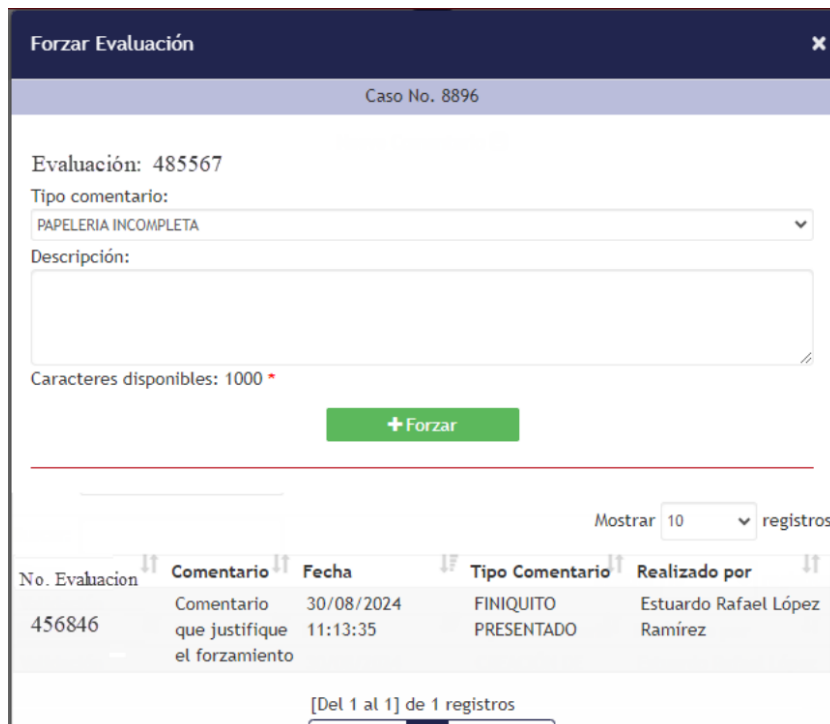 Forzar Evaluación ×
Caso No. 8896
Evaluación: 485567
Tipo comentario:
PAPELERIA INCOMPLETA
Descripción:
Caracteres disponibles: 1000 *
+ Forzar
Mostrar 10 registros
No. Evaluacion Comentario Fecha Tipo Comentario Realizado por
456846 Comentario 30/08/2024 FINIQUITO Estuardo Rafael López
que justifique 11:13:35 PRESENTADO Ramírez
el forzamiento
[Del 1 al 1] de 1 registros